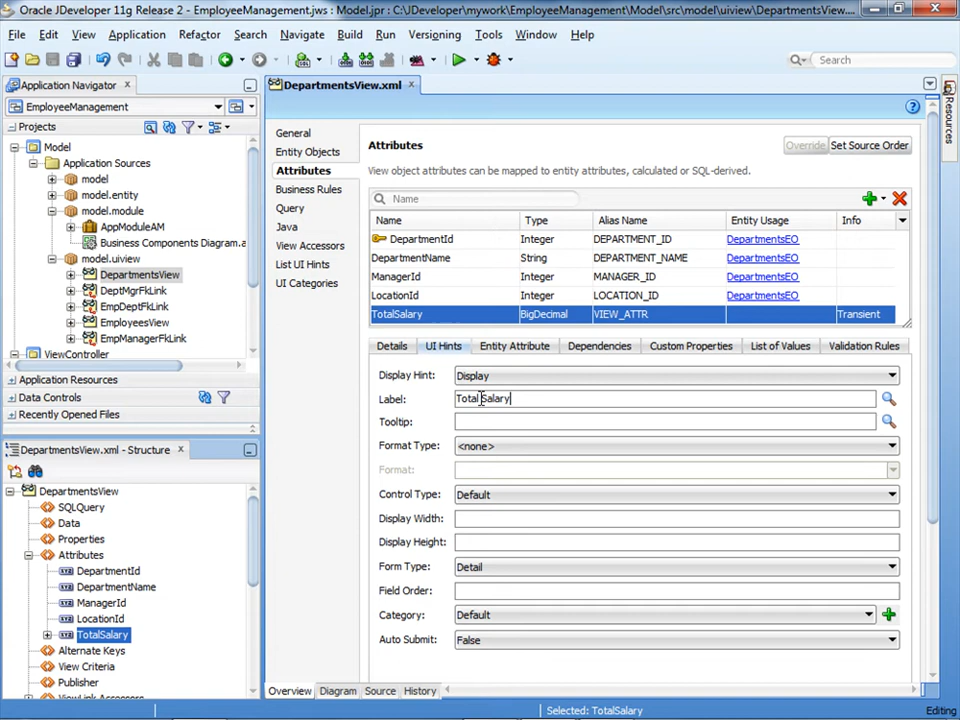 Oracle JDeveloper 11g Release 2 - EmployeeManagement.jws : Model.jpr : C:\JDeveloper\mywork\EmployeeManagement\Model\src\model\uiview\DepartmentsView....
File Edit View Application Refactor Search Navigate Build Run Versioning Tools Window Help
Search
Application Navigator
EmployeeManagement
Projects
Model
Application Sources
model
model.entity
model.module
AppModuleAM
Business Components Diagram.a
model.uiview
DepartmentsView
DeptMgrFkLink
EmpDeptFkLink
EmployeesView
EmpManagerFkLink
ViewController
Application Resources
Data Controls
Recently Opened Files
DepartmentsView.xml - Structure
DepartmentsView
SQLQuery
Data
Properties
Attributes
DepartmentId
DepartmentName
ManagerId
LocationId
TotalSalary
Alternate Keys
View Criteria
Publisher
ViewLink Accessors
DepartmentsView.xml
General
Entity Objects
Attributes
Business Rules
Query
Java
View Accessors
List UI Hints
UI Categories
Attributes
Override Set Source Order
View object attributes can be mapped to entity attributes, calculated or SQL-derived.
Name
Name Type Alias Name Entity Usage Info
DepartmentId Integer DEPARTMENT_ID DepartmentsEO
DepartmentName String DEPARTMENT_NAME DepartmentsEO
ManagerId Integer MANAGER_ID DepartmentsEO
LocationId Integer LOCATION_ID DepartmentsEO
TotalSalary BigDecimal VIEW_ATTR Transient
Details UI Hints Entity Attribute Dependencies Custom Properties List of Values Validation Rules
Display Hint: Display
Label: Total Salary
Tooltip:
Format Type: <none>
Format:
Control Type: Default
Display Width:
Display Height:
Form Type: Detail
Field Order:
Category: Default
Auto Submit: False
Overview Diagram Source History
Resources
Selected: TotalSalary
Editing